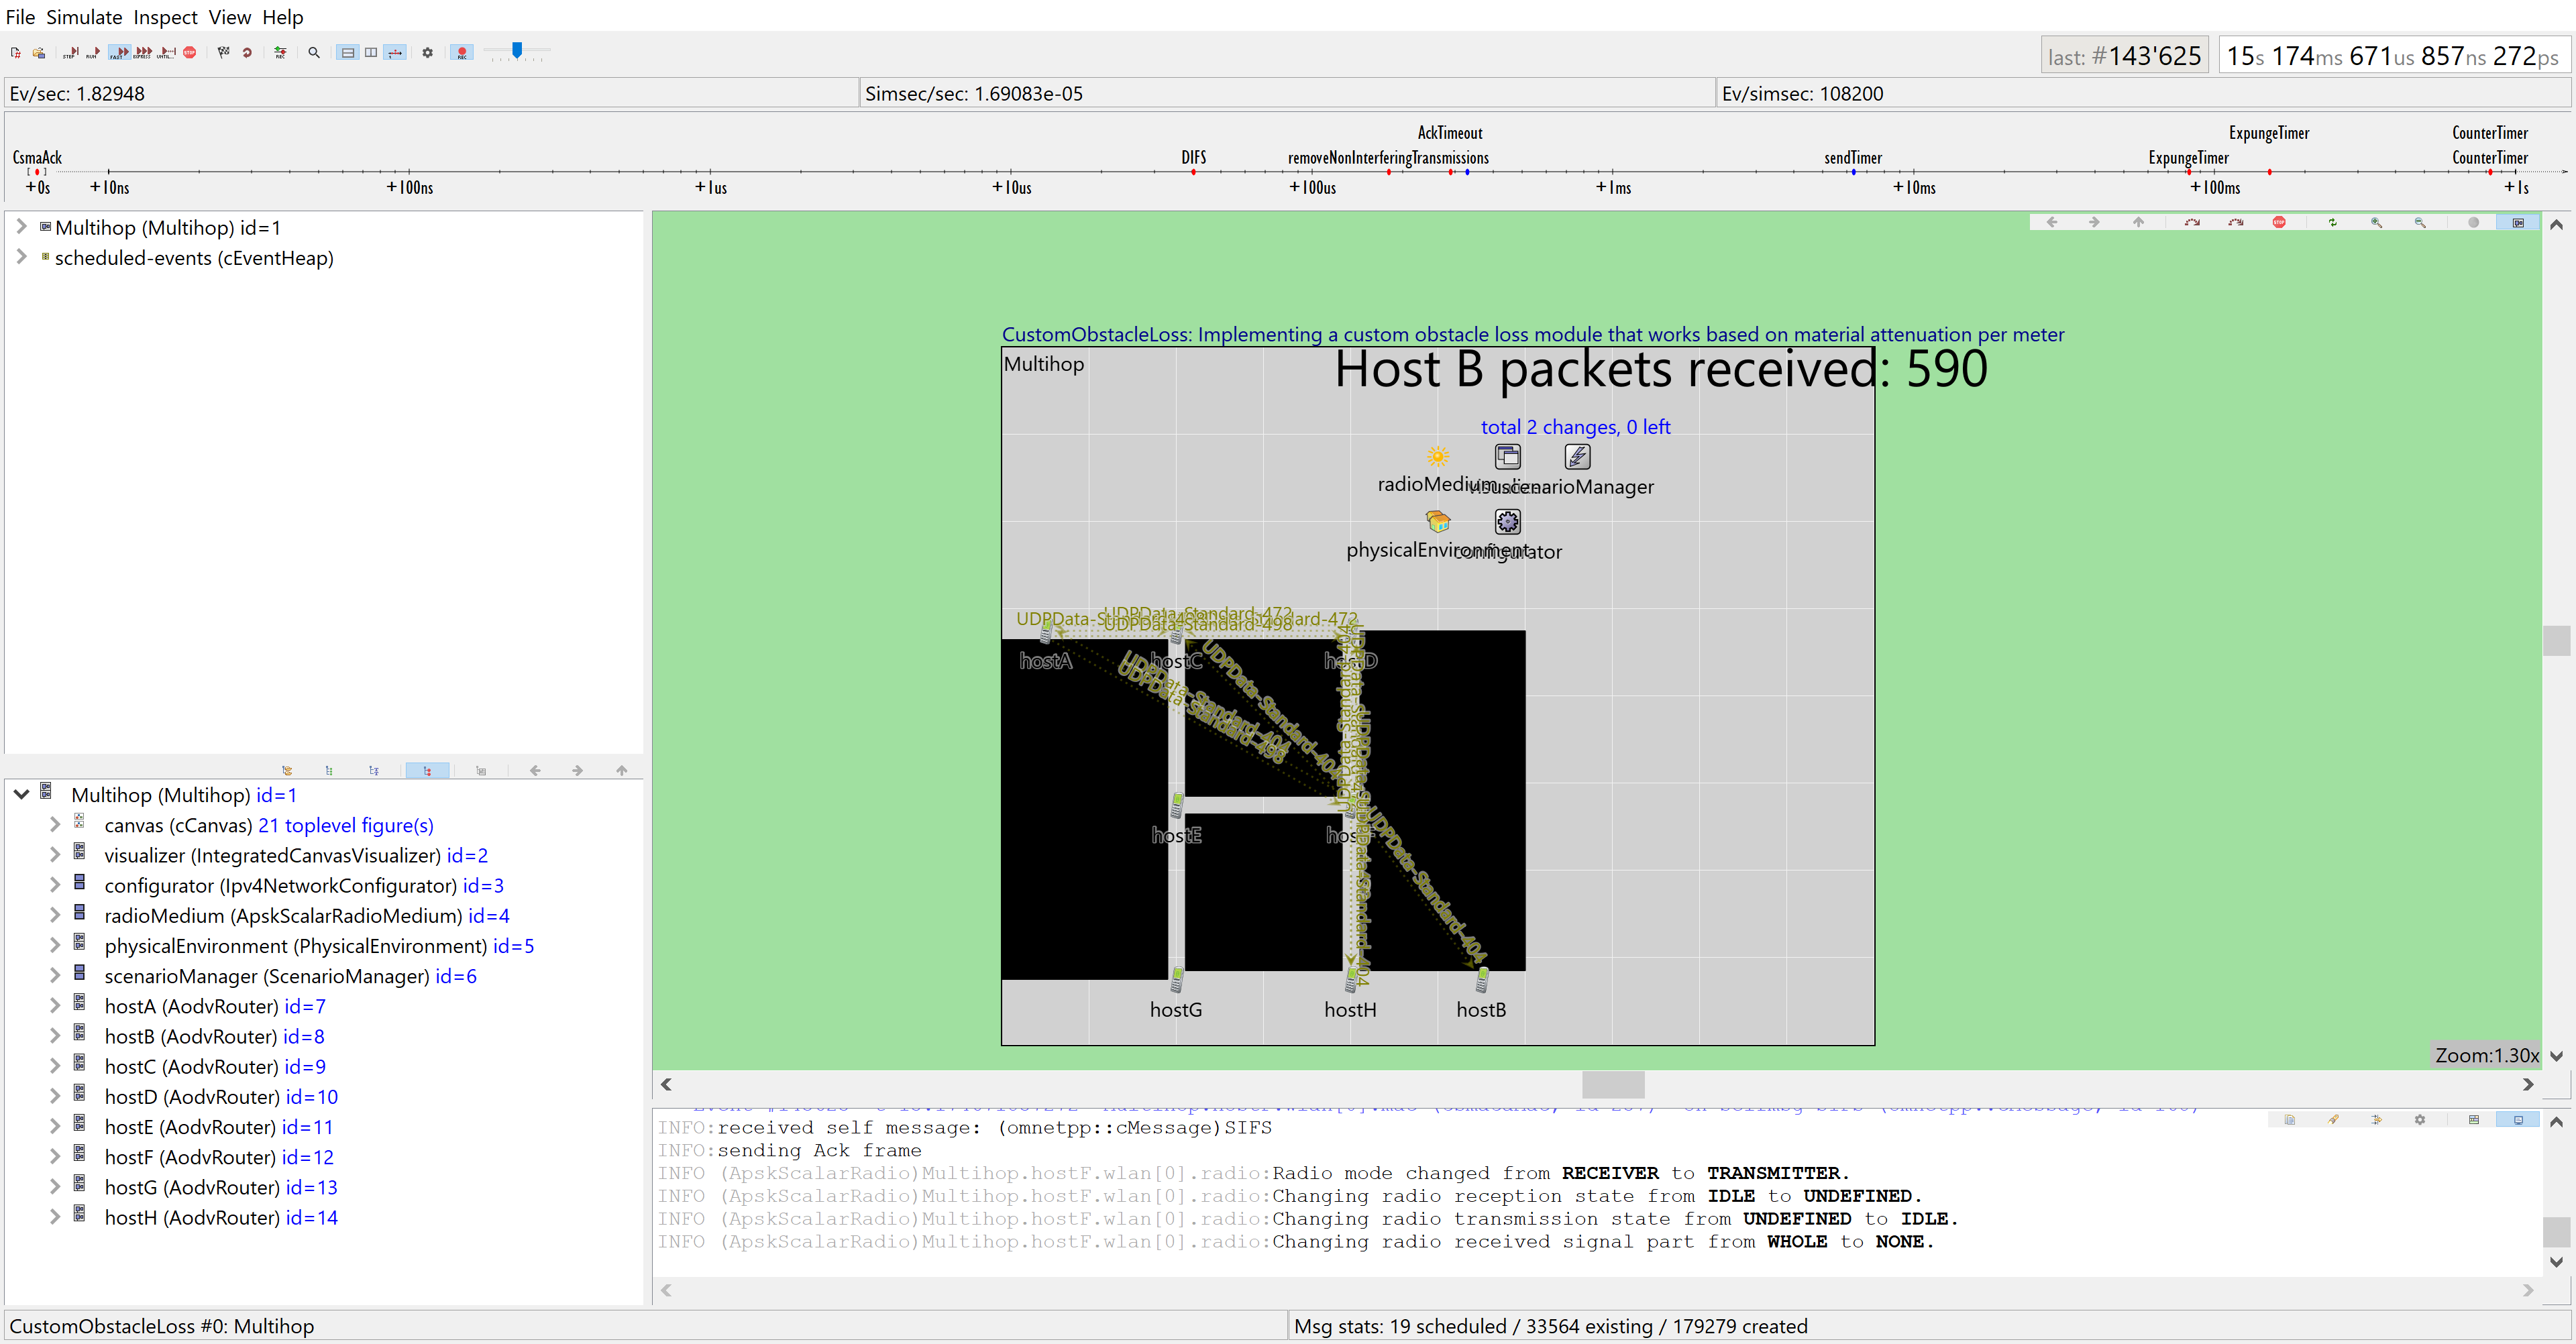 File Simulate Inspect View Help
last: #143'625
15s 174ms 671us 857ns 272ps
Ev/sec: 1.82948
Simsec/sec: 1.69083e-05
Ev/simsec: 108200
AckTimeout
ExpungeTimer
CounterTimer
CsmaAck
DIFS
removeNonInterferingTransmissions
sendTimer
ExpungeTimer
CounterTimer
+0s +10ns +100ns +1us +10us +100us +1ms +10ms +100ms +1s
Multihop (Multihop) id=1
scheduled-events (cEventHeap)
CustomObstacleLoss: Implementing a custom obstacle loss module that works based on material attenuation per meter
Multihop
Host B packets received: 590
total 2 changes, 0 left
radioMedium
scenarioManager
physicalEnvironment
configurator
UDPData-Standard-472
UDPData-Standard-498
hostA
hostC
hostD
UDPData-Standard-404
UDPData-Standard-498
UDPData-Standard-404
hostE
UDPData-Standard-404
hostG
hostH
hostB
Zoom:1.30x
Multihop (Multihop) id=1
canvas (cCanvas) 21 toplevel figure(s)
visualizer (IntegratedCanvasVisualizer) id=2
configurator (Ipv4NetworkConfigurator) id=3
radioMedium (ApskScalarRadioMedium) id=4
physicalEnvironment (PhysicalEnvironment) id=5
scenarioManager (ScenarioManager) id=6
hostA (AodvRouter) id=7
hostB (AodvRouter) id=8
hostC (AodvRouter) id=9
hostD (AodvRouter) id=10
hostE (AodvRouter) id=11
hostF (AodvRouter) id=12
hostG (AodvRouter) id=13
hostH (AodvRouter) id=14
INFO:received self message: (omnetpp::cMessage)SIFS
INFO:sending Ack frame
INFO (ApskScalarRadio)Multihop.hostF.wlan[0].radio:Radio mode changed from RECEIVER to TRANSMITTER.
INFO (ApskScalarRadio)Multihop.hostF.wlan[0].radio:Changing radio reception state from IDLE to UNDEFINED.
INFO (ApskScalarRadio)Multihop.hostF.wlan[0].radio:Changing radio transmission state from UNDEFINED to IDLE.
INFO (ApskScalarRadio)Multihop.hostF.wlan[0].radio:Changing radio received signal part from WHOLE to NONE.
CustomObstacleLoss #0: Multihop
Msg stats: 19 scheduled / 33564 existing / 179279 created